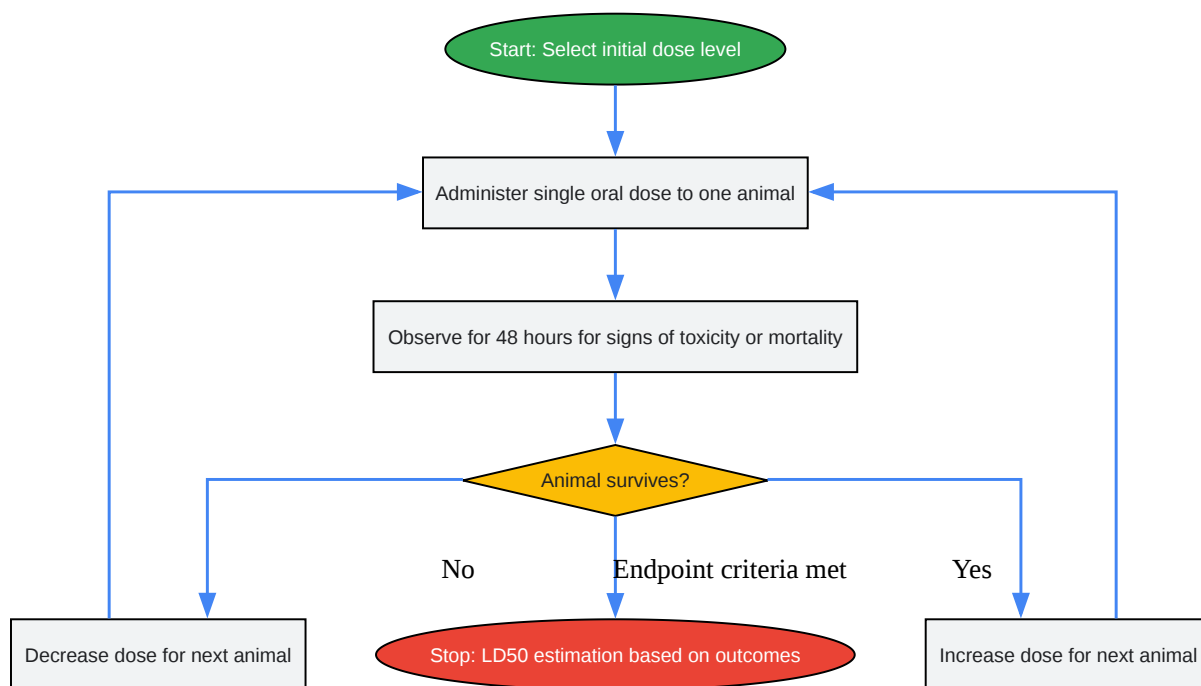 Start: Select initial dose level
Administer single oral dose to one animal
Observe for 48 hours for signs of toxicity or mortality
Animal survives?
No
Endpoint criteria met
Yes
Decrease dose for next animal
Stop: LD50 estimation based on outcomes
Increase dose for next animal